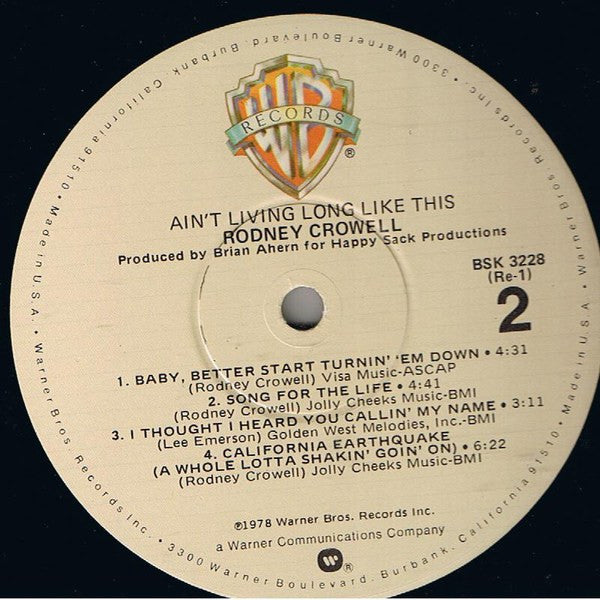 WB
RECORDS
®
AIN'T LIVING LONG LIKE THIS
RODNEY CROWELL
Produced by Brian Ahern for Happy Sack Productions
BSK 3228
(Re-1)
2
1. BABY, BETTER START TURNIN' 'EM DOWN • 4:31
(Rodney Crowell) Visa Music-ASCAP
2. SONG FOR THE LIFE • 4:41
(Rodney Crowell) Jolly Cheeks Music-BMI
3. I THOUGHT I HEARD YOU CALLIN' MY NAME • 3:11
(Lee Emerson) Golden West Melodies, Inc.-BMI
4. CALIFORNIA EARTHQUAKE
(A WHOLE LOTTA SHAKIN' GOIN' ON) • 6:22
(Rodney Crowell) Jolly Cheeks Music-BMI
℗1978 Warner Bros. Records Inc.
a Warner Communications Company
®
Warner Bros Records Inc. • 3300 Warner Boulevard, Burbank, California 91510 • Made in U.S.A. • Warner Bros Records Inc. • 3300 Warner Boulevard, Burbank, California 91510 • Made in U.S.A. •